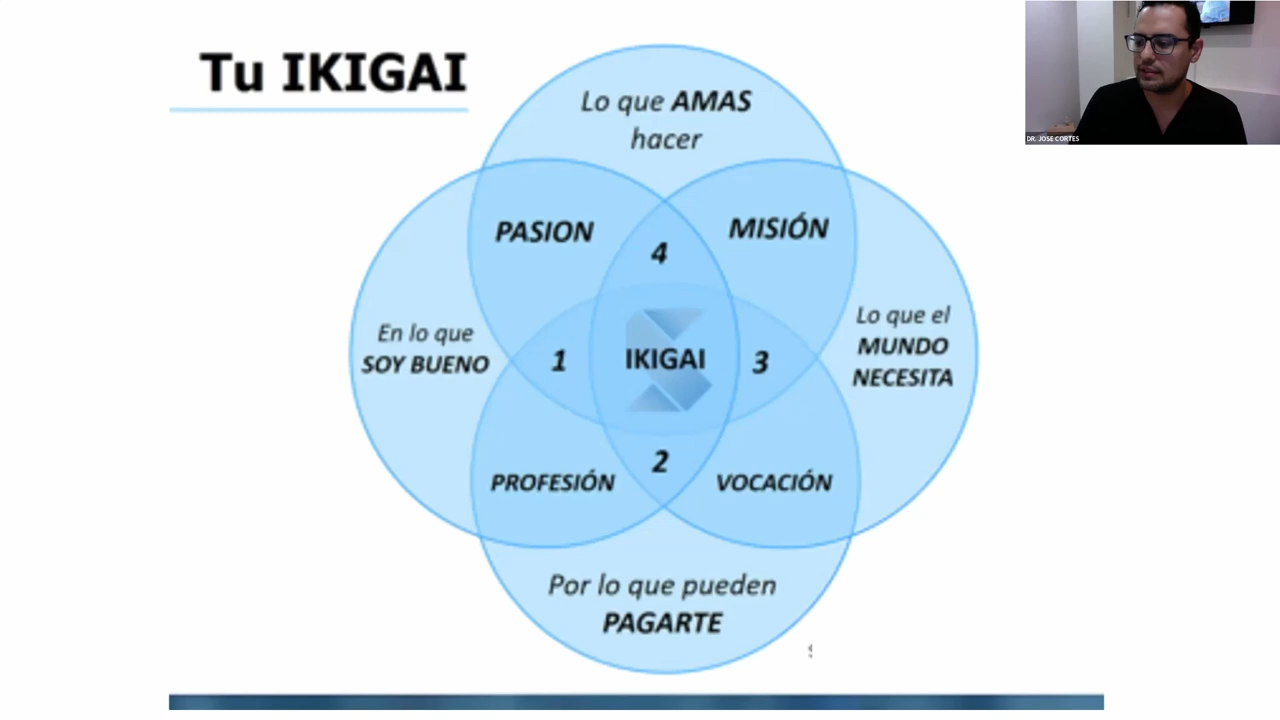 Tu IKIGAI
DR. JOSE CORTES
Lo que AMAS
hacer
PASION
MISIÓN
4
En lo que
SOY BUENO
Lo que el
MUNDO
NECESITA
1
IKIGAI
3
2
PROFESIÓN
VOCACIÓN
Por lo que pueden
PAGARTE